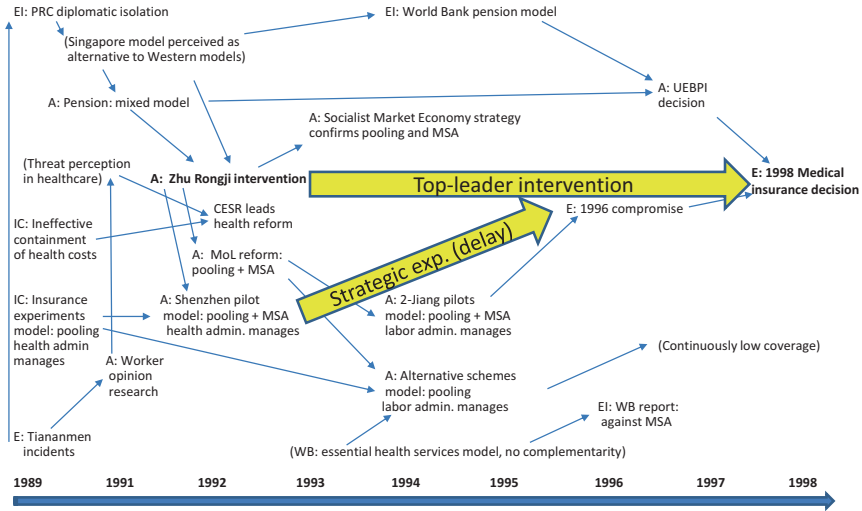 EI: PRC diplomatic isolation
EI: World Bank pension model
(Singapore model perceived as
alternative to Western models)
A: Pension: mixed model
A: UEBPI
decision
A: Socialist Market Economy strategy
confirms pooling and MSA
(Threat perception
in healthcare)
A: Zhu Rongji intervention
Top-leader intervention
E: 1998 Medical
insurance decision
CESR leads
health reform
E: 1996 compromise
IC: Ineffective
containment
of health costs
A: MoL reform:
pooling + MSA
Strategic exp. (delay)
IC: Insurance
experiments
model: pooling
health admin
manages
A: Shenzhen pilot
model: pooling + MSA
health admin. manages
A: 2-Jiang pilots
model: pooling + MSA
labor admin. manages
(Continuously low coverage)
A: Worker
opinion
research
A: Alternative schemes
model: pooling
labor admin. manages
EI: WB report:
against MSA
E: Tiananmen
incidents
(WB: essential health services model, no complementarity)
1989 1991 1992 1993 1994 1995 1996 1997 1998